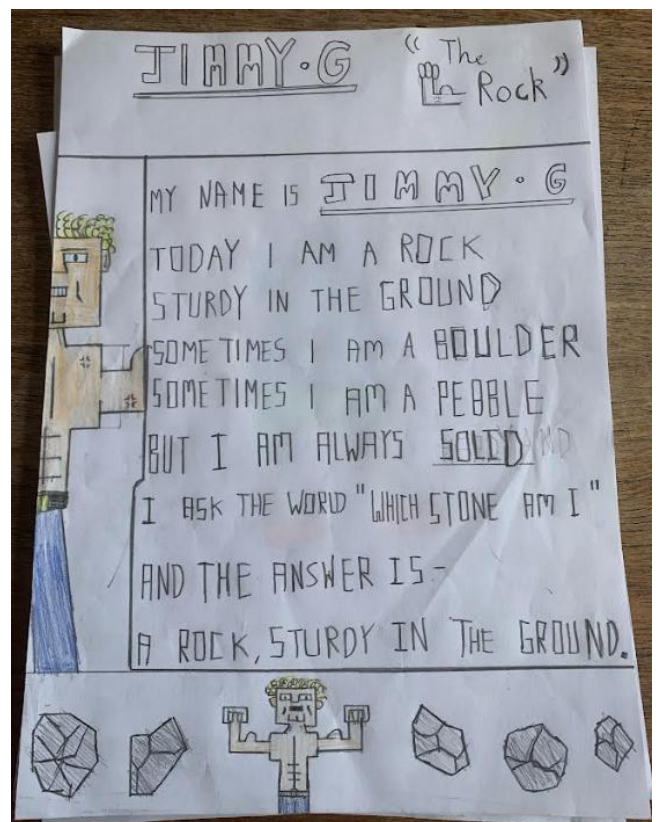 JIMMY·G
"The Rock"
MY NAME IS JIMMY·G
TODAY I AM A ROCK
STURDY IN THE GROUND
SOMETIMES I AM A BOULDER
SOMETIMES I AM A PEBBLE
BUT I AM ALWAYS SOLID
I ASK THE WORLD "WHICH STONE AM I"
AND THE ANSWER IS-
A ROCK, STURDY IN THE GROUND.